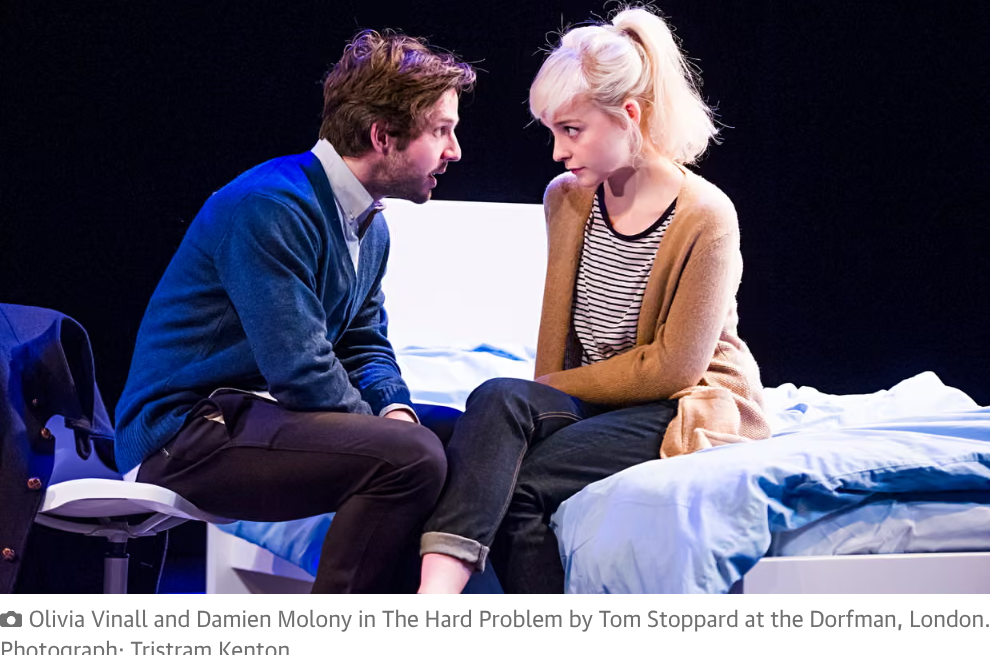 Olivia Vinall and Damien Molony in The Hard Problem by Tom Stoppard at the Dorfman, London.
Photograph: Tristram Kenton